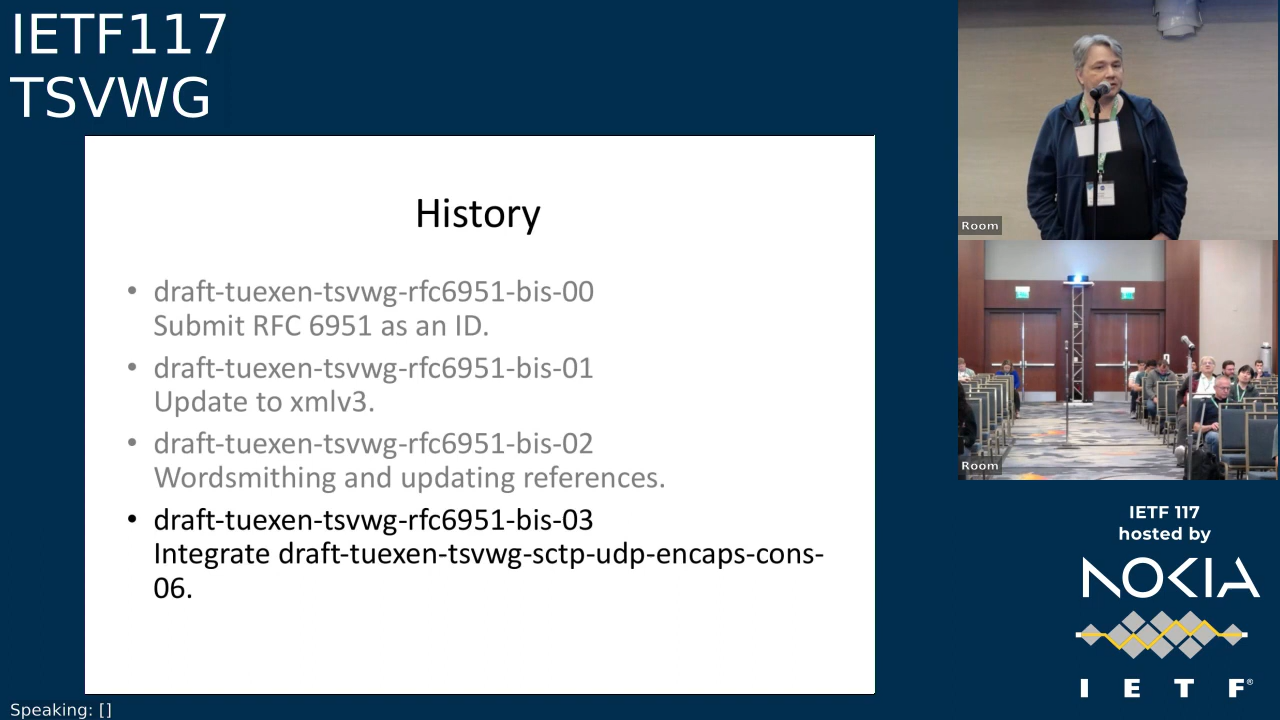 IETF117
TSVWG
History
• draft-tuexen-tsvwg-rfc6951-bis-00
Submit RFC 6951 as an ID.
• draft-tuexen-tsvwg-rfc6951-bis-01
Update to xmlv3.
• draft-tuexen-tsvwg-rfc6951-bis-02
Wordsmithing and updating references.
• draft-tuexen-tsvwg-rfc6951-bis-03
Integrate draft-tuexen-tsvwg-sctp-udp-encaps-cons-
06.
Room
Room
IETF 117
hosted by
NOKIA
I E T F®
Speaking: []